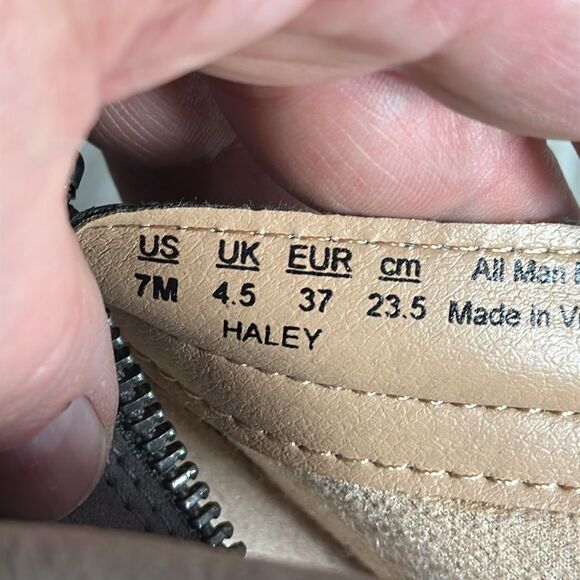 US UK EUR cm All Man
7M 4.5 37 23.5 Made in
HALEY